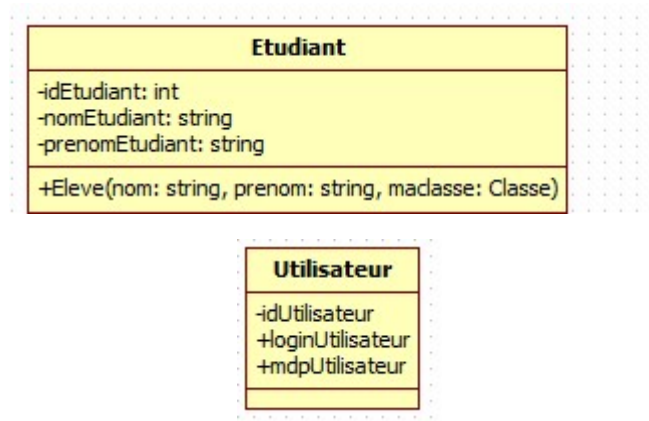 Etudiant
-idEtudiant: int
-nomEtudiant: string
-prenomEtudiant: string
+Eleve(nom: string, prenom: string, maclasse: Classe)
Utilisateur
-idUtilisateur
+loginUtilisateur
+mdpUtilisateur